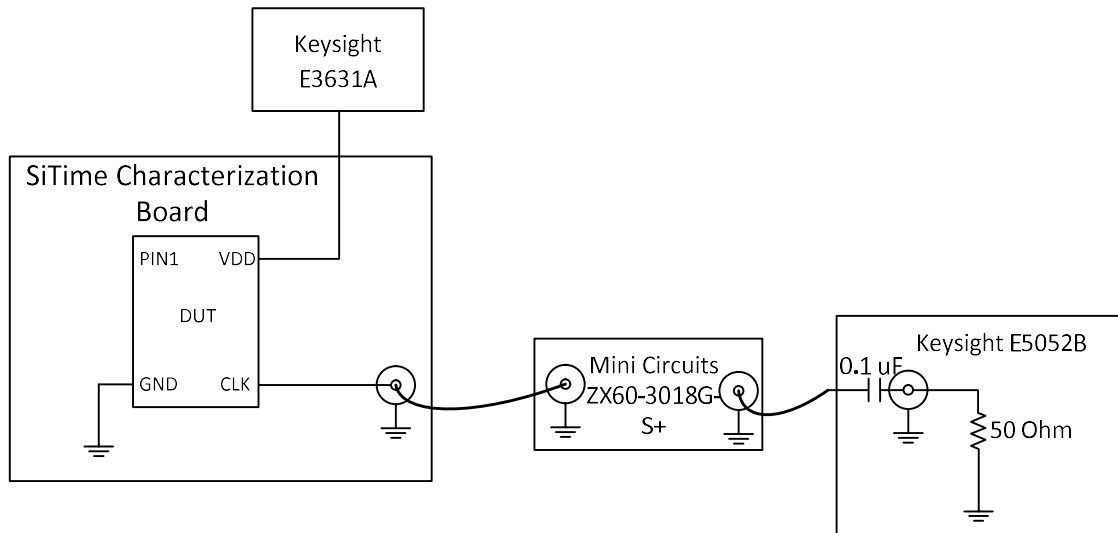 Keysight
E3631A
SiTime Characterization
Board
PIN1 VDD
DUT
GND CLK
Mini Circuits
ZX60-3018G-
S+
Keysight E5052B
0.1 uF
50 Ohm